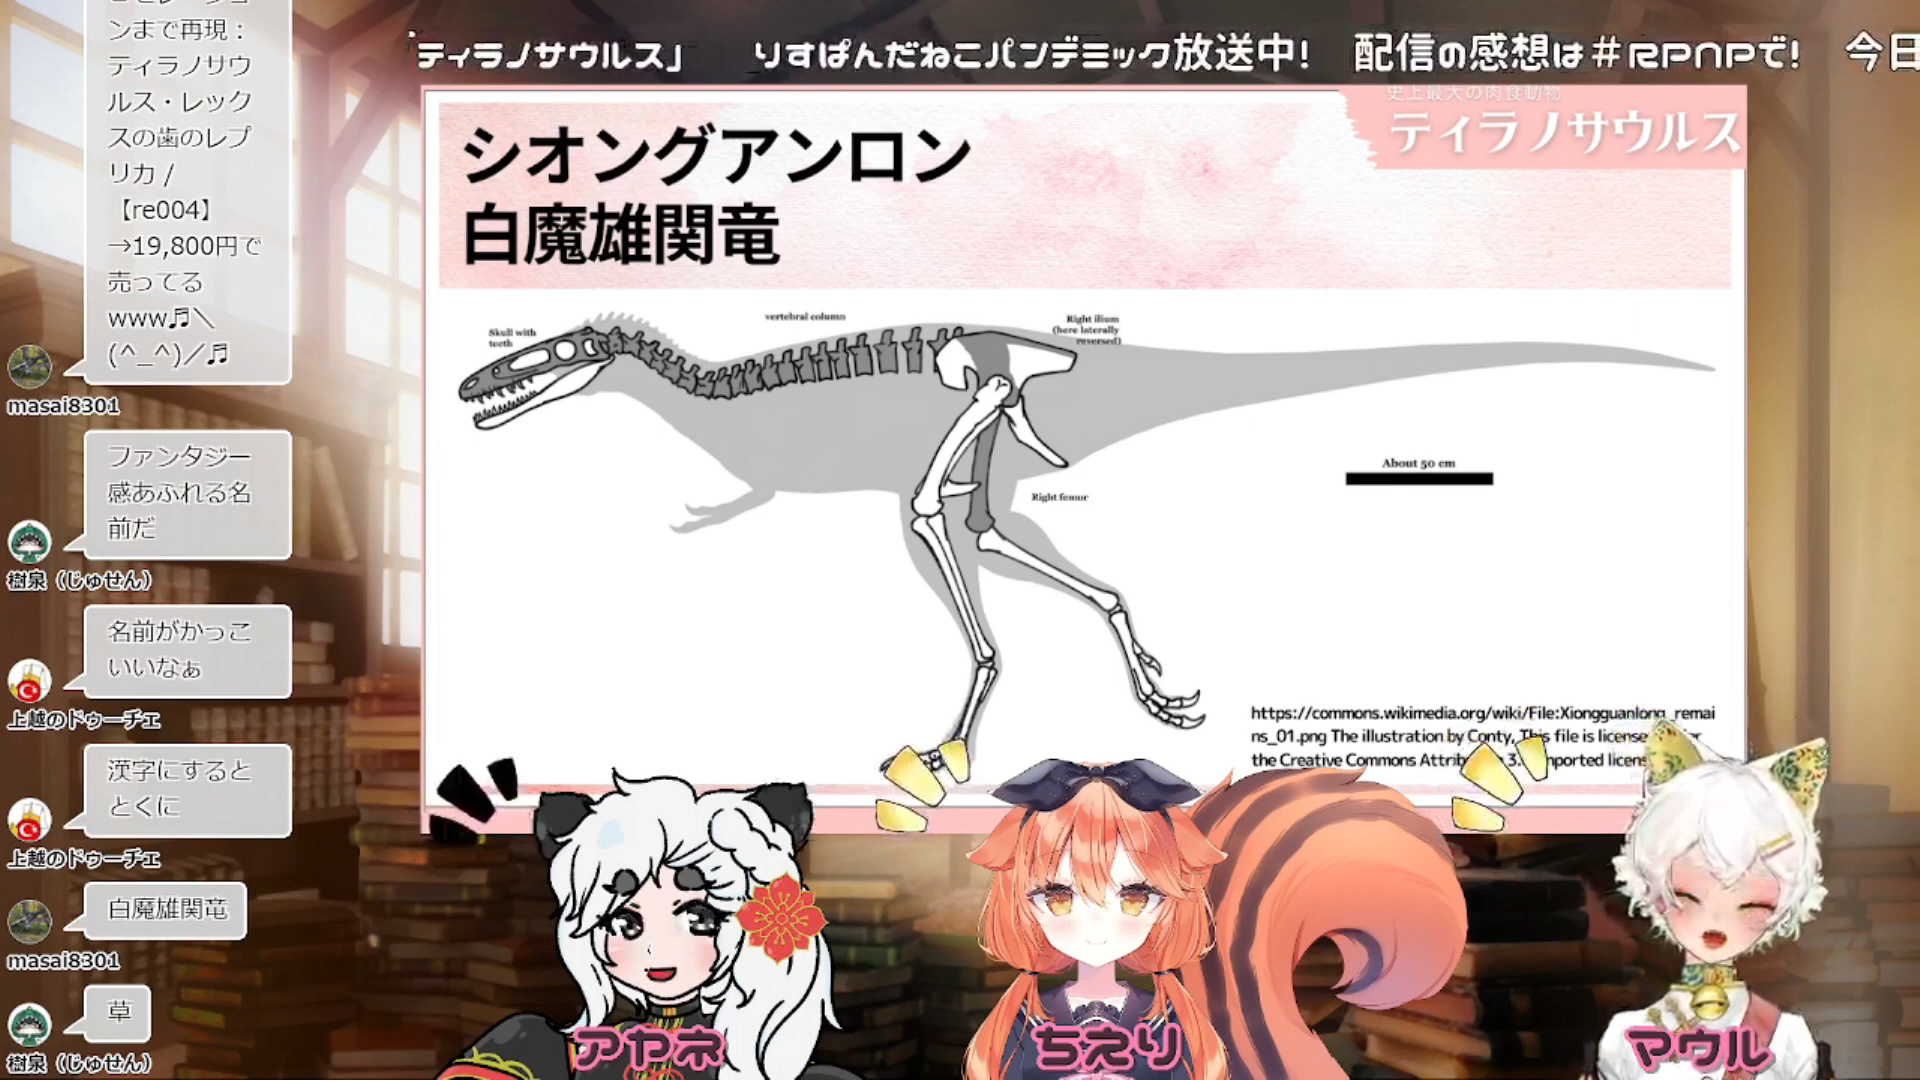 ティラノサウルス」　りすぱんだねこパンデミック放送中！　配信の感想は＃RPNPで！　今日
史上最大の肉食動物
ティラノサウルス
シオングアンロン
白魔雄関竜
Skull with
teeth
vertebral column
Right ilium
(here laterally
reversed)
About 50 cm
Right femur
https://commons.wikimedia.org/wiki/File:Xiongguanlong_remai
ns_01.png The illustration by Conty, This file is license
the Creative Commons Attrib 3. nported licens
ンまで再現：
ティラノサウ
ルス・レック
スの歯のレプ
リカ /
【re004】
→19,800円で
売ってる
www♬＼
(^_^)／♬
masai8301
ファンタジー
感あふれる名
前だ
樹泉（じゅせん）
名前がかっこ
いいなぁ
上越のドゥーチェ
漢字にすると
とくに
上越のドゥーチェ
白魔雄関竜
masai8301
草
樹泉（じゅせん）
アヤネ
ちえり
マウル